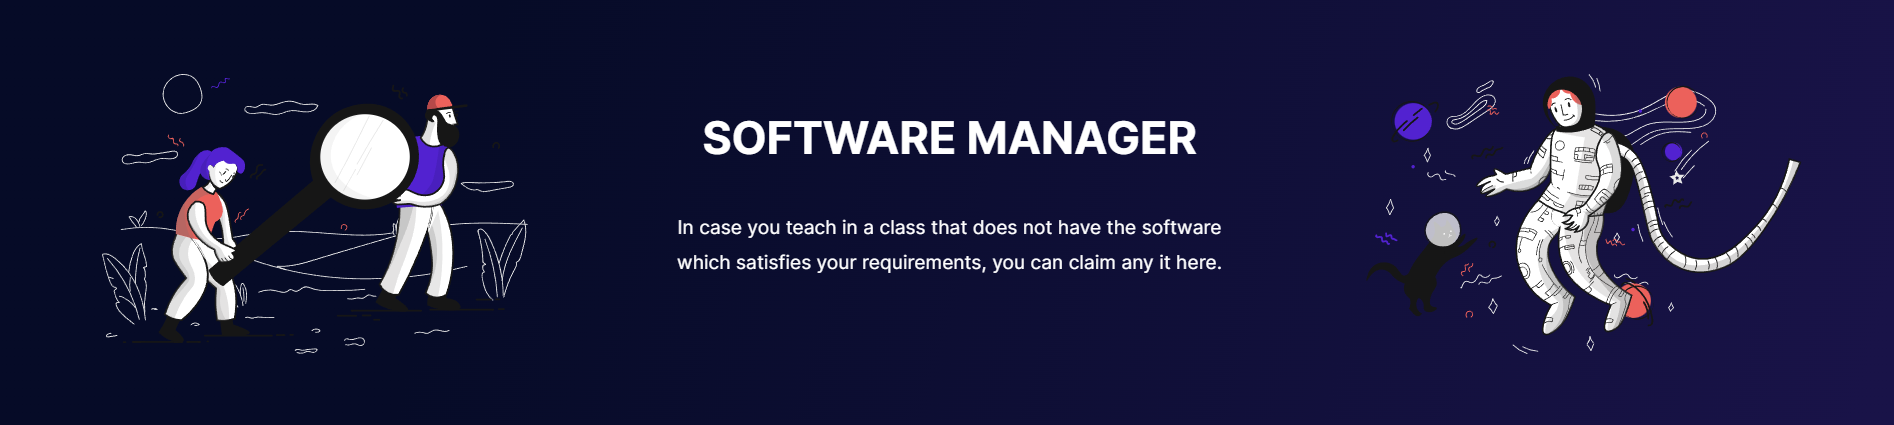 SOFTWARE MANAGER
In case you teach in a class that does not have the software
which satisfies your requirements, you can claim any it here.